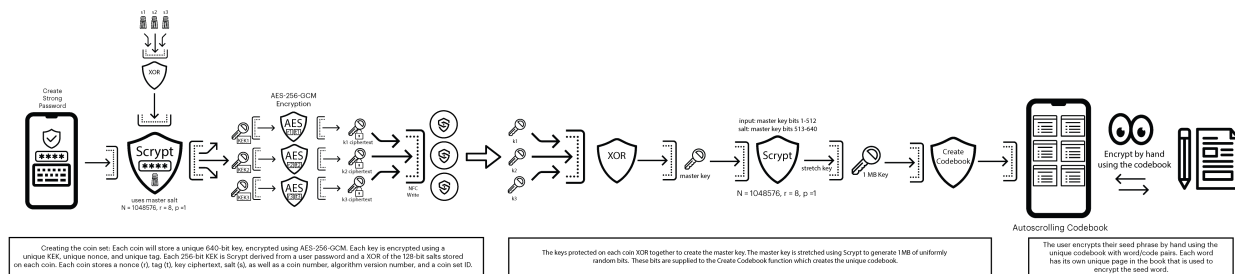 s1 s2 s3
XOR
Create
Strong
Password
****
Scrypt
****
uses master salt
N = 1048576, r = 8, p =1
AES-256-GCM
Encryption
KEK1
AES
k1 ciphertext
KEK2
AES
k2 ciphertext
KEK3
AES
k3 ciphertext
NFC
Write
k1
k2
k3
XOR
master key
input: master key bits 1-512
salt: master key bits 513-640
Scrypt
N = 1048576, r = 8, p =1
stretch key
1 MB Key
Create
Codebook
Autoscrolling Codebook
Encrypt by hand
using the codebook
Creating the coin set: Each coin will store a unique 640-bit key, encrypted using AES-256-GCM. Each key is encrypted using a
unique KEK, unique nonce, and unique tag. Each 256-bit KEK is Scrypt derived from a user password and a XOR of the 128-bit salts stored
on each coin. Each coin stores a nonce (r), tag (t), key ciphertext, salt (s), as well as a coin number, algorithm version number, and a coin set ID.
The keys protected on each coin XOR together to create the master key. The master key is stretched using Scrypt to generate 1MB of uniformly
random bits. These bits are supplied to the Create Codebook function which creates the unique codebook.
The user encrypts their seed phrase by hand using the
unique codebook with word/code pairs. Each word
has its own unique page in the book that is used to
encrypt the seed word.